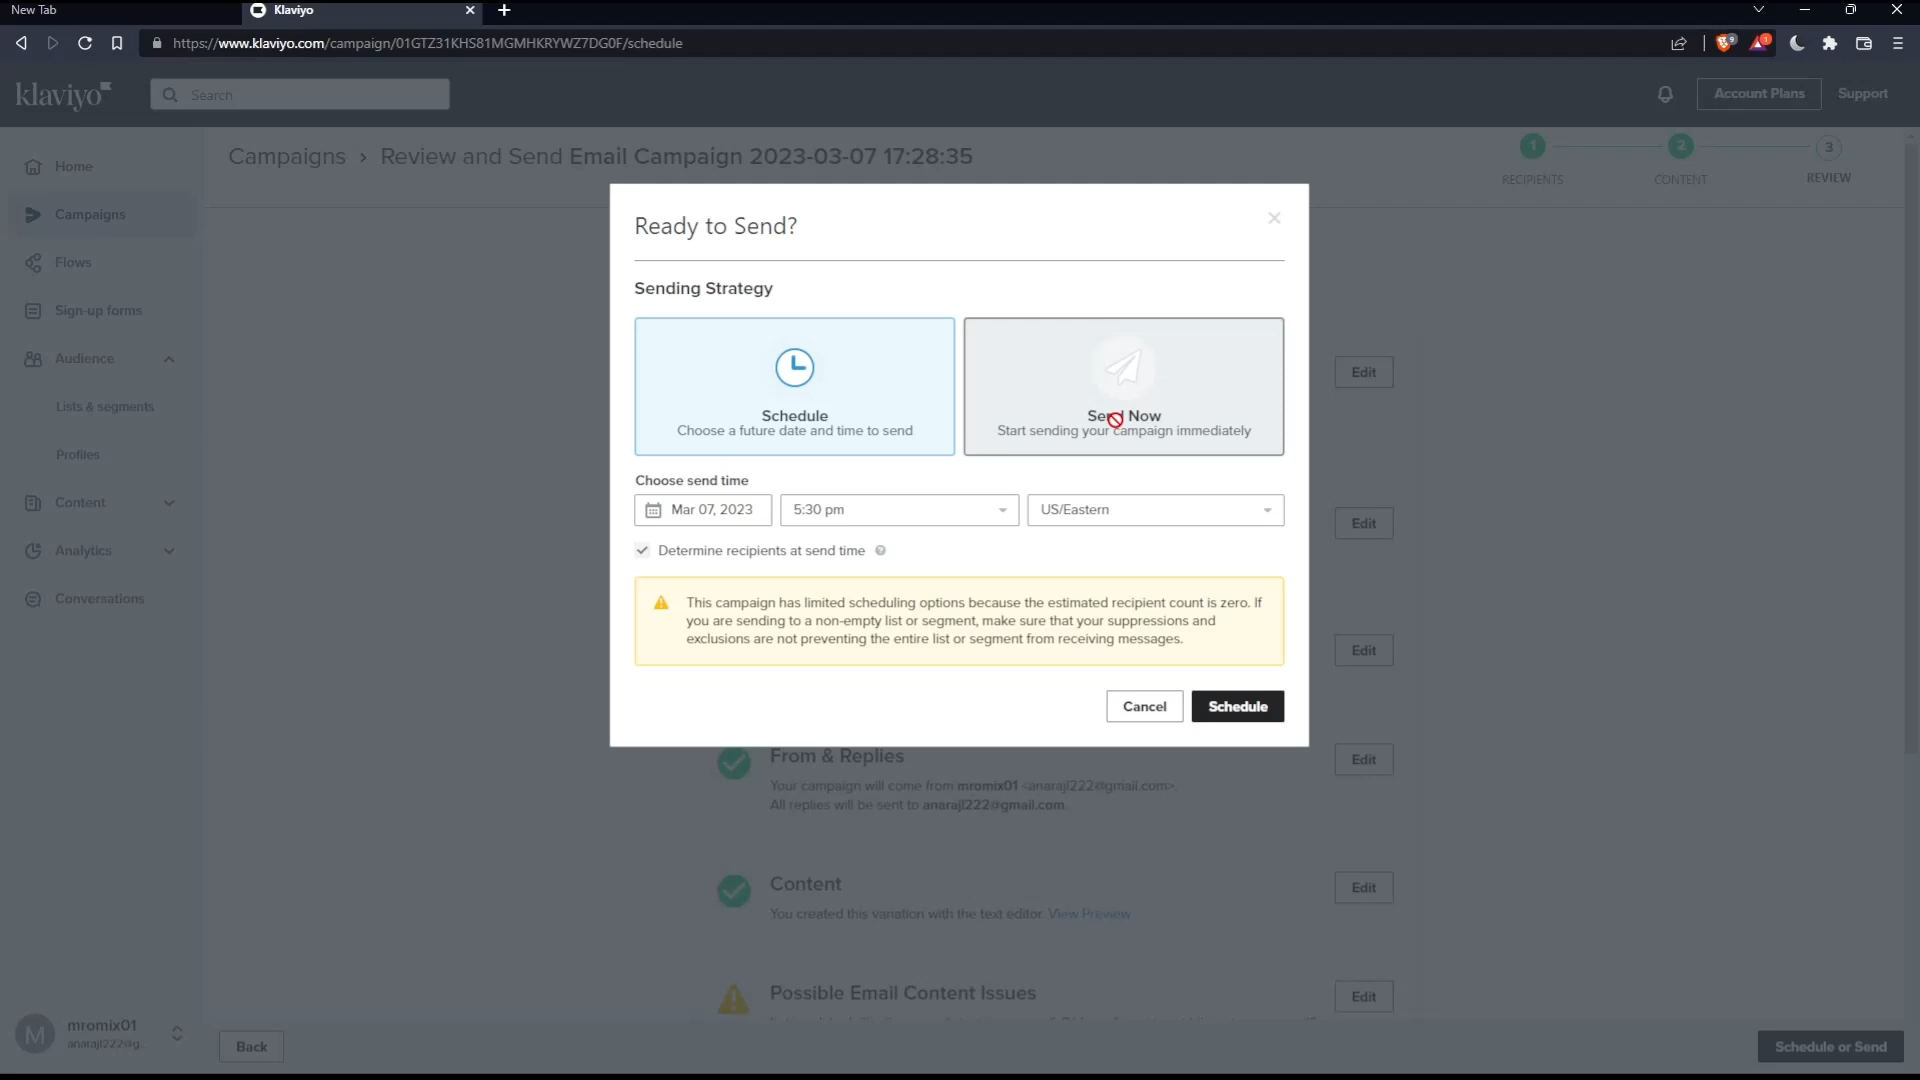 New Tab
Klaviyo
https://www.klaviyo.com/campaign/01GTZ31KHS81MGMHKRYWZ7DG0F/schedule
klaviyo
Search
Account Plans
Support
Home
Campaigns
Flows
Sign-up forms
Audience
Lists & segments
Profiles
Content
Analytics
Conversations
mromix01
anarajl222@g...
Campaigns › Review and Send Email Campaign 2023-03-07 17:28:35
1
2
3
RECIPIENTS
CONTENT
REVIEW
Ready to Send?
Sending Strategy
Schedule
Choose a future date and time to send
Send Now
Start sending your campaign immediately
Choose send time
Mar 07, 2023
5:30 pm
US/Eastern
Determine recipients at send time
This campaign has limited scheduling options because the estimated recipient count is zero. If
you are sending to a non-empty list or segment, make sure that your suppressions and
exclusions are not preventing the entire list or segment from receiving messages.
Cancel
Schedule
Edit
Edit
Edit
From & Replies
Edit
Your campaign will come from mromix01 <anarajl222@gmail.com>.
All replies will be sent to anarajl222@gmail.com.
Content
Edit
You created this variation with the text editor. View Preview
Possible Email Content Issues
Edit
Back
Schedule or Send